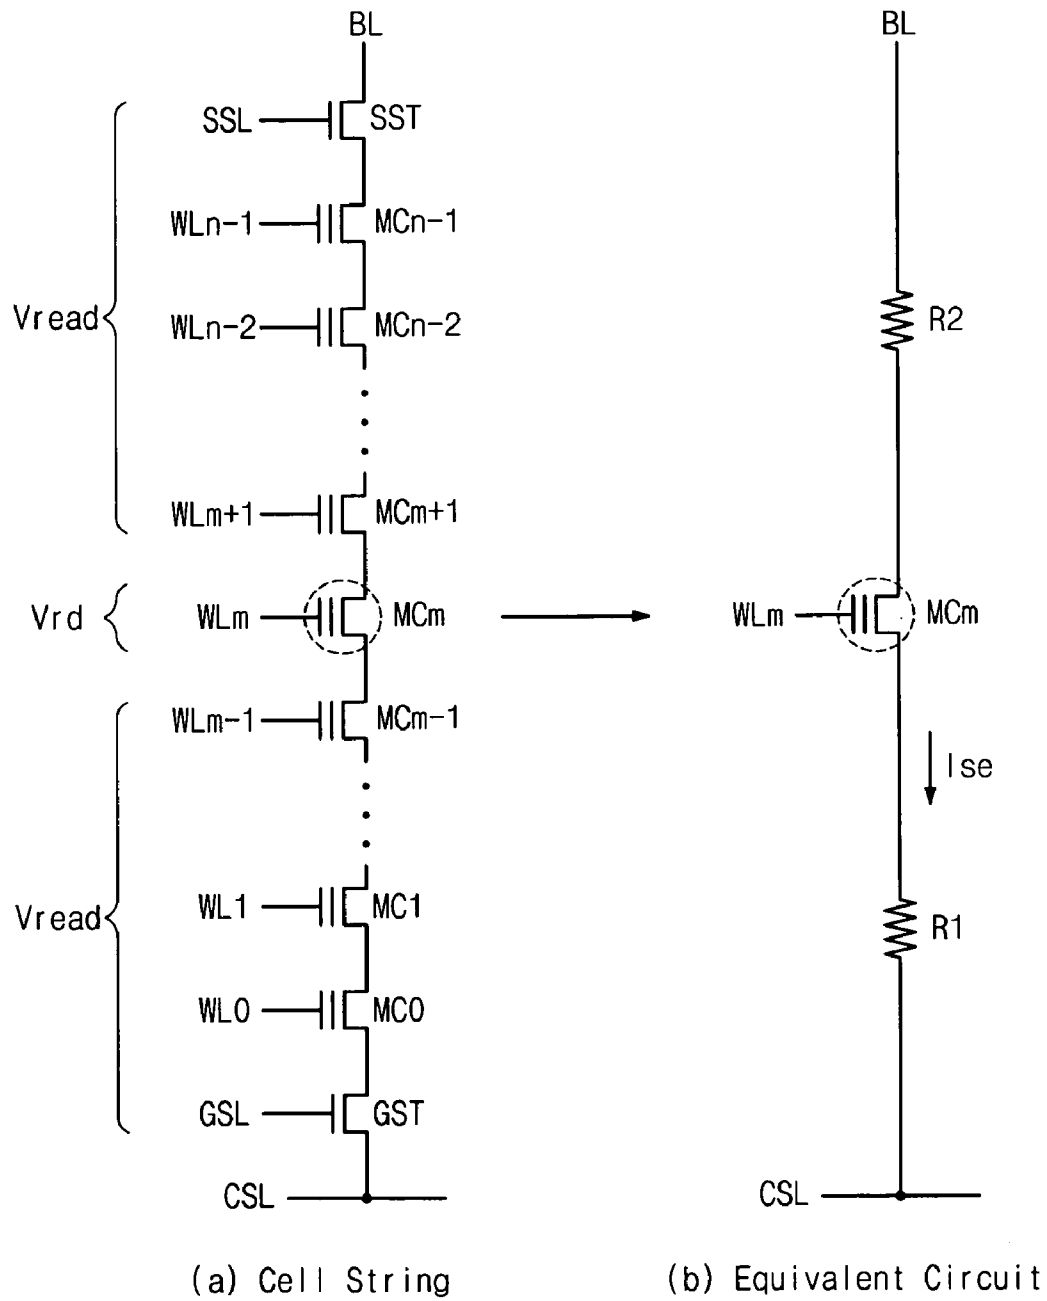 BL
SSL SST
WLn-1 MCn-1
Vread
WLn-2 MCn-2
WLm+1 MCm+1
Vrd
WLm MCm
WLm-1 MCm-1
Vread
WL1 MC1
WL0 MC0
GSL GST
CSL
(a) Cell String
BL
R2
WLm MCm
Ise
R1
CSL
(b) Equivalent Circuit